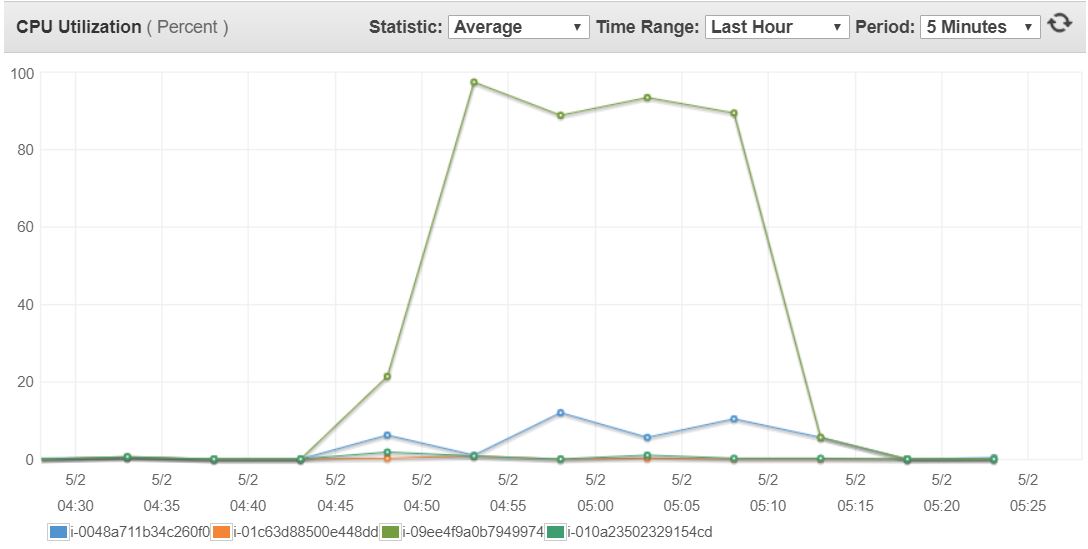 CPU Utilization ( Percent ) Statistic: Average Time Range: Last Hour Period: 5 Minutes
100
80
60
40
20
0
5/2 5/2 5/2 5/2 5/2 5/2 5/2 5/2 5/2 5/2 5/2 5/2
04:30 04:35 04:40 04:45 04:50 04:55 05:00 05:05 05:10 05:15 05:20 05:25
i-0048a711b34c260f0 i-01c63d88500e448dd i-09ee4f9a0b7949974 i-010a23502329154cd